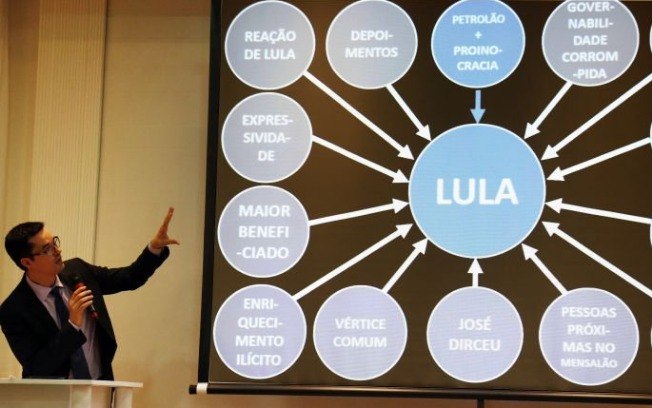 REAÇÃO
DE LULA
DEPOI-
MENTOS
PETROLÃO
+
PROINO-
CRACIA
GOVER-
NABILI-
DADE
CORROM
-PIDA
EXPRES-
SIVIDA-
DE
LULA
MAIOR
BENEFI
-CIADO
ENRI-
QUECI-
MENTO
ILÍCITO
VÉRTICE
COMUM
JOSÉ
DIRCEU
PESSOAS
PRÓXI-
MAS NO
MENSALÃO